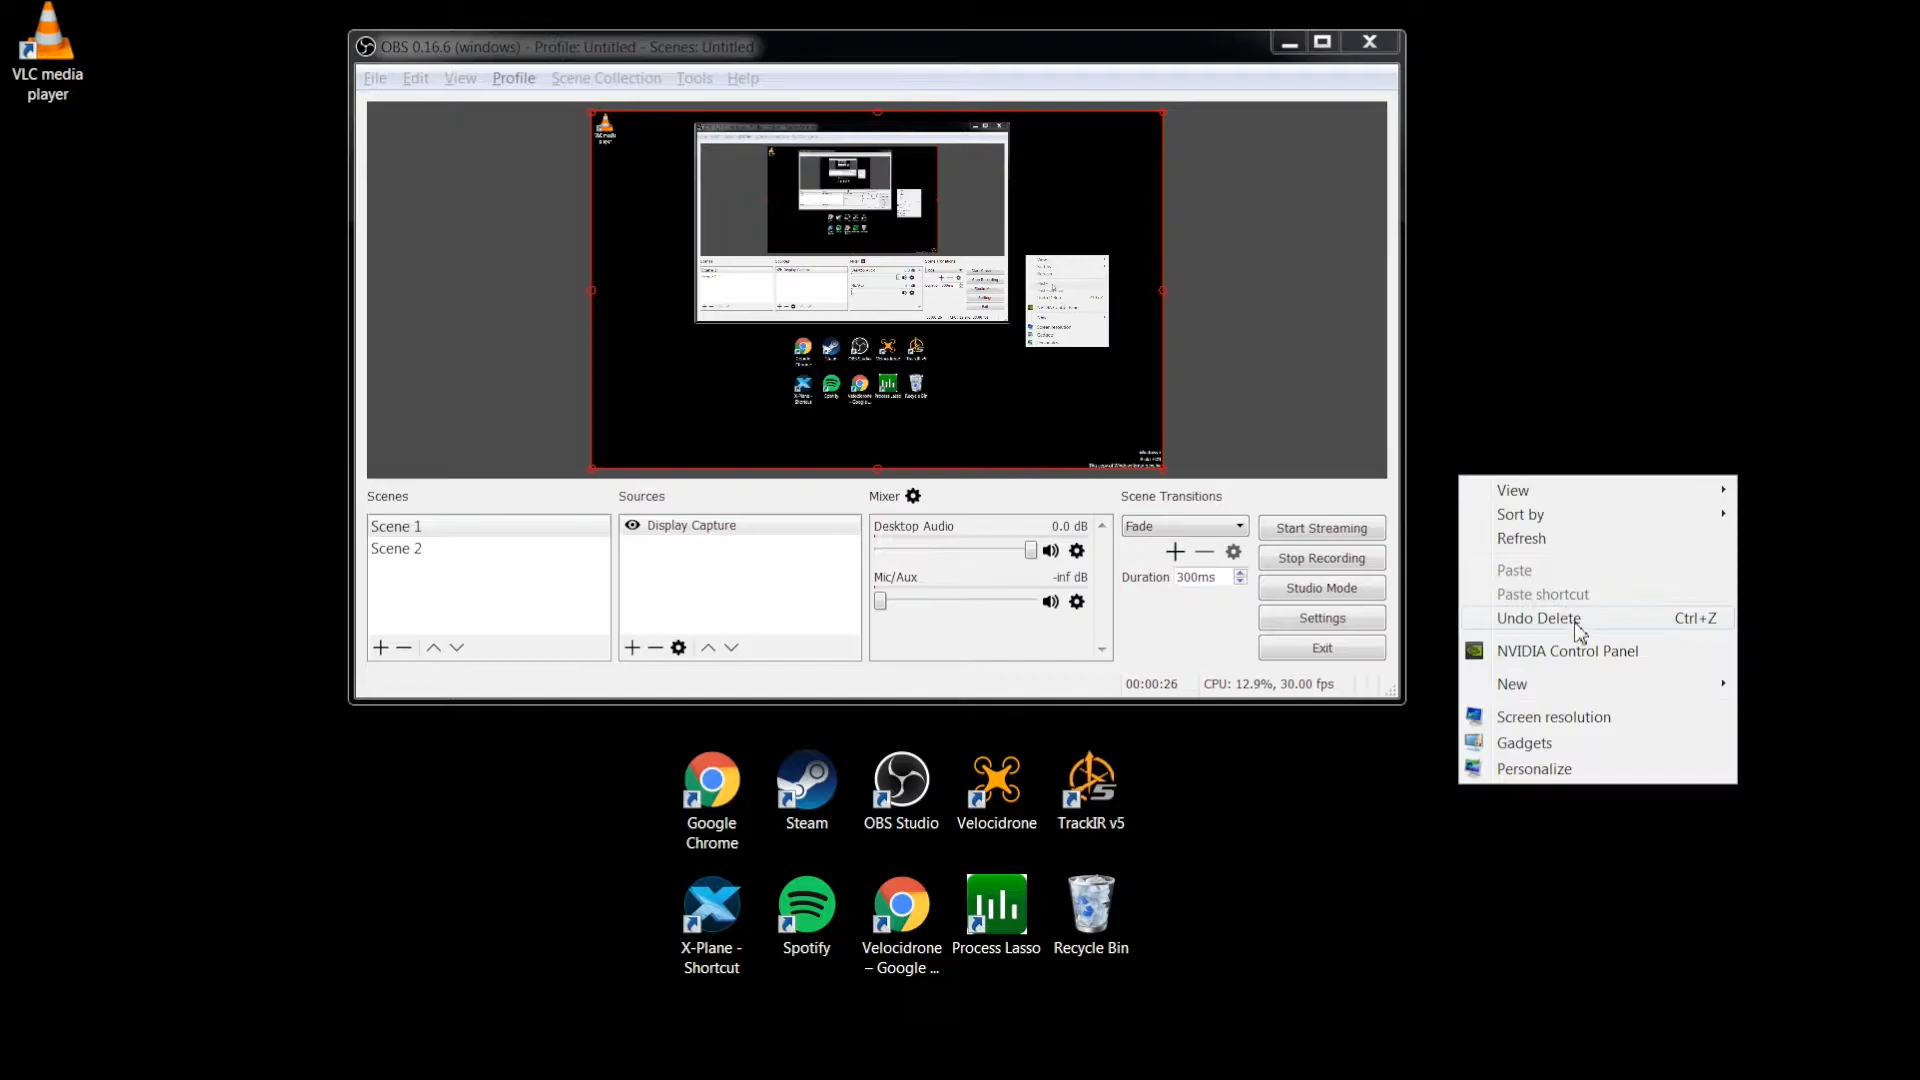 VLC media
player
OBS 0.16.6 (windows) - Profile: Untitled - Scenes: Untitled
File Edit View Profile Scene Collection Tools Help
Scenes
Scene 1
Scene 2
Sources
Display Capture
Mixer
Desktop Audio 0.0 dB
Mic/Aux -inf dB
Scene Transitions
Fade
Duration 300ms
Start Streaming
Stop Recording
Studio Mode
Settings
Exit
00:00:26 CPU: 12.9%, 30.00 fps
View
Sort by
Refresh
Paste
Paste shortcut
Undo Delete Ctrl+Z
NVIDIA Control Panel
New
Screen resolution
Gadgets
Personalize
Google
Chrome
Steam
OBS Studio
Velocidrone
TrackIR v5
X-Plane -
Shortcut
Spotify
Velocidrone
– Google ...
Process Lasso
Recycle Bin